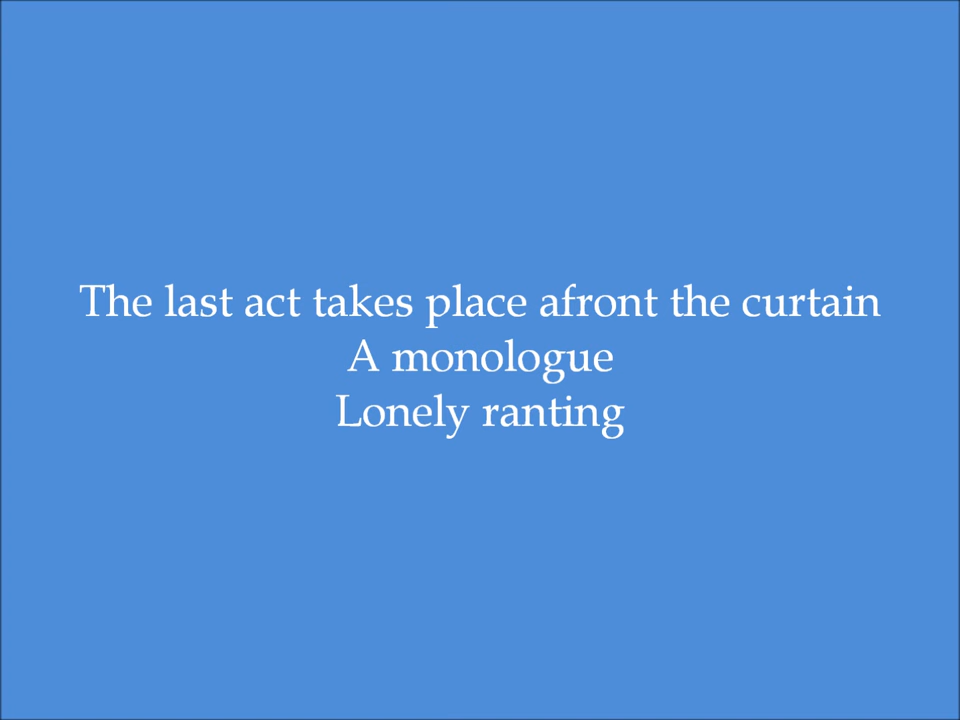 The last act takes place afront the curtain
A monologue
Lonely ranting